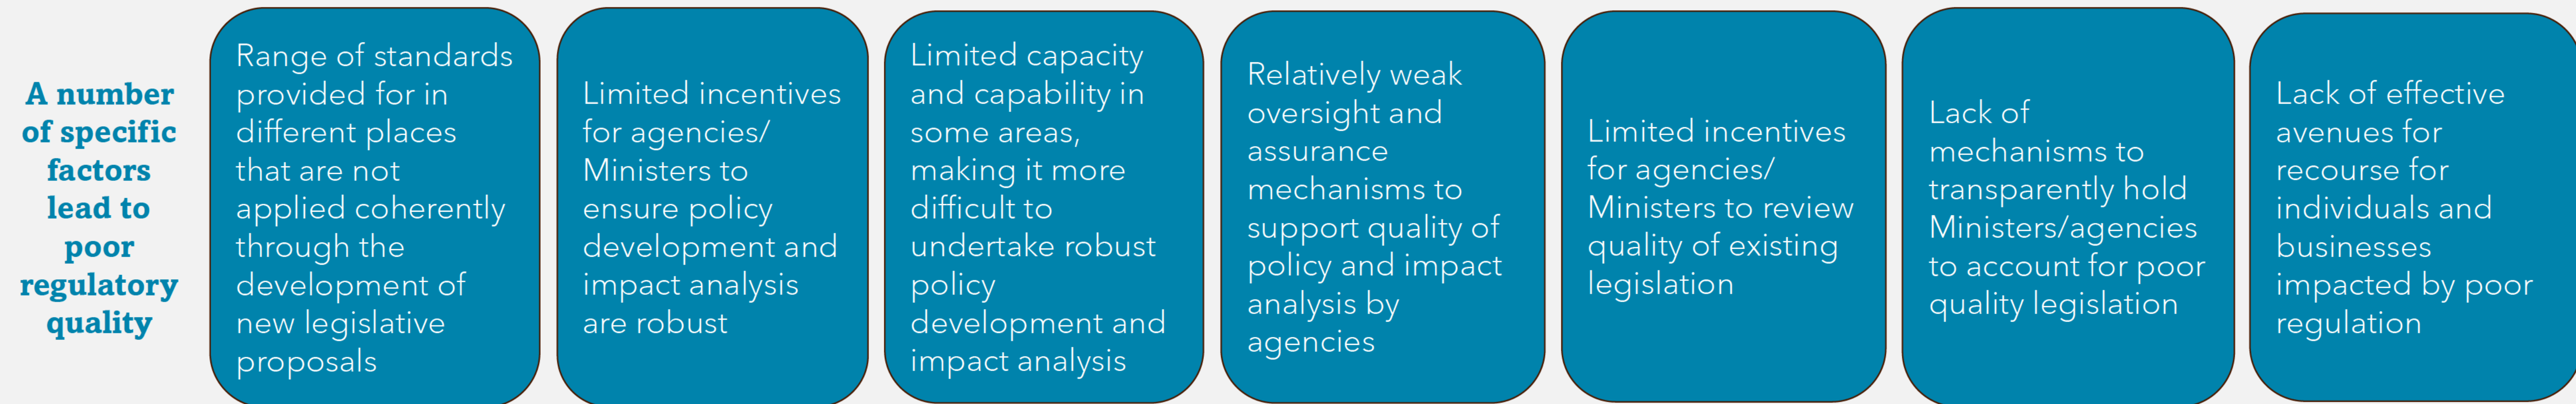 A number
of specific
factors
lead to
poor
regulatory
quality
Range of standards
provided for in
different places
that are not
applied coherently
through the
development of
new legislative
proposals
Limited incentives
for agencies/
Ministers to
ensure policy
development and
impact analysis
are robust
Limited capacity
and capability in
some areas,
making it more
difficult to
undertake robust
policy
development and
impact analysis
Relatively weak
oversight and
assurance
mechanisms to
support quality of
policy and impact
analysis by
agencies
Limited incentives
for agencies/
Ministers to review
quality of existing
legislation
Lack of
mechanisms to
transparently hold
Ministers/agencies
to account for poor
quality legislation
Lack of effective
avenues for
recourse for
individuals and
businesses
impacted by poor
regulation